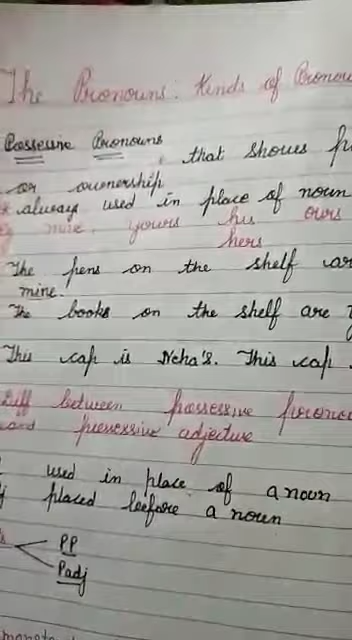 The Pronouns: Kinds of Pronou
Possessive Pronouns
, that shows
or ownership
* always used in place of noun
mine, yours his ours
hers
The pens on the shelf are
mine.
The books on the shelf are
This cap is Neha's. This cap
Diff between possessive pronou
and possessive adjective
used in place of a noun
placed before a noun
PP
Padj